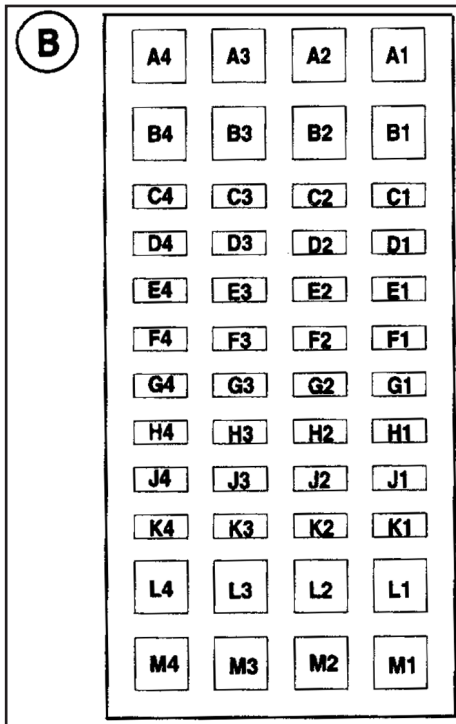 B
A4 A3 A2 A1
B4 B3 B2 B1
C4 C3 C2 C1
D4 D3 D2 D1
E4 E3 E2 E1
F4 F3 F2 F1
G4 G3 G2 G1
H4 H3 H2 H1
J4 J3 J2 J1
K4 K3 K2 K1
L4 L3 L2 L1
M4 M3 M2 M1